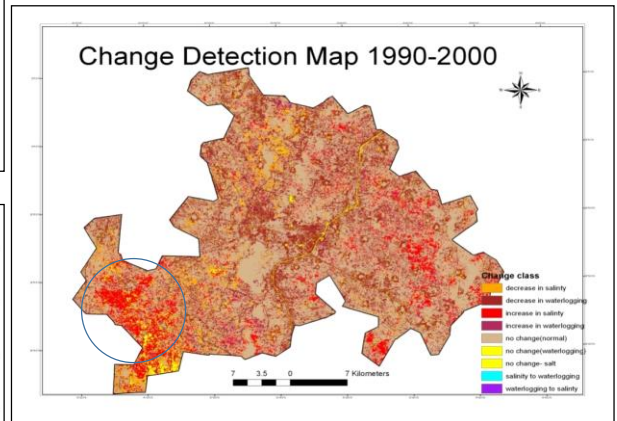 Change Detection Map 1990-2000
Change class
decrease in salinity
decrease in waterlogging
increase in salinity
increase in waterlogging
no change(normal)
no change(waterlogging)
no change- salt
salinity to waterlogging
waterlogging to salinity
7 3.5 0 7 Kilometers